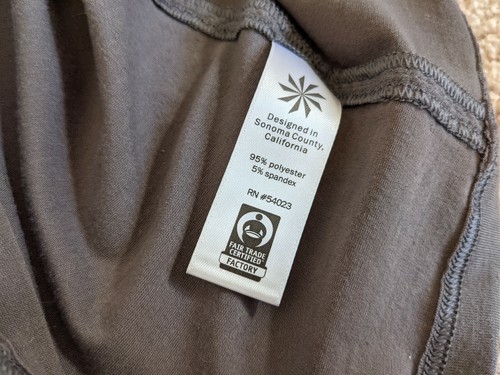 Designed in
Sonoma County,
California
95% polyester
5% spandex
RN #54023
FAIR TRADE
CERTIFIED
FACTORY